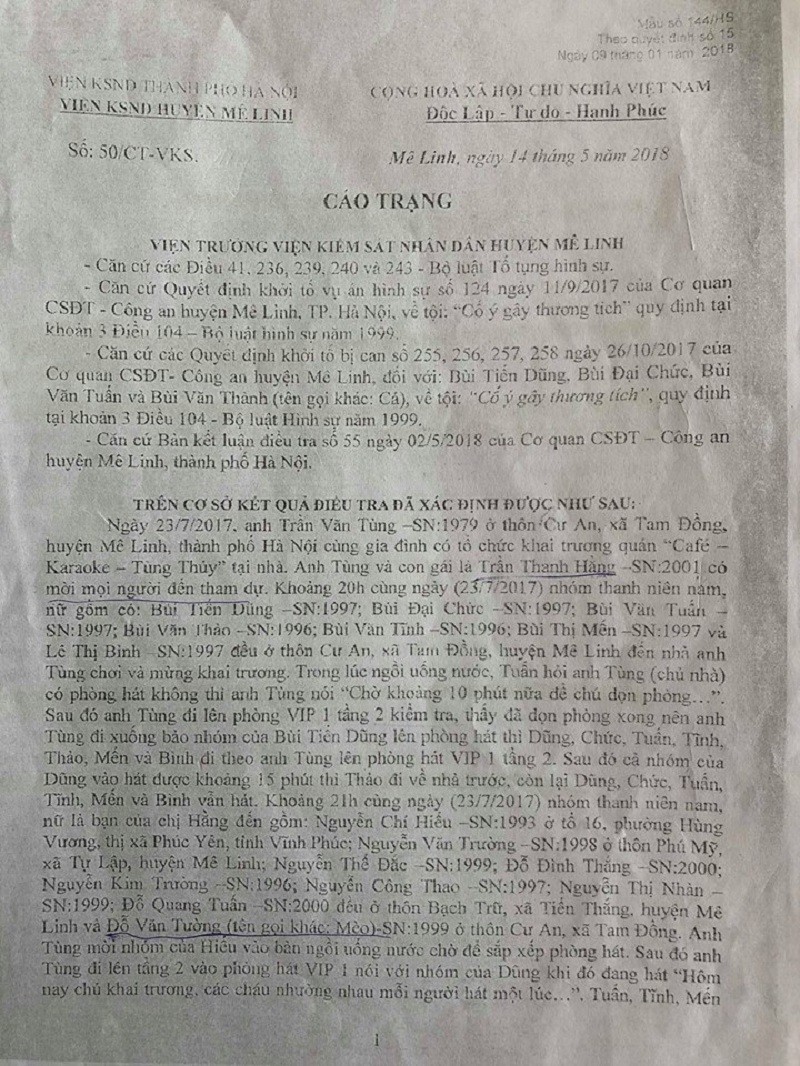 Mẫu số 144/HS
Theo quyết định số 15
Ngày 09 tháng 01 năm 2018
VIỆN KSND THÀNH PHỐ HÀ NỘI
VIỆN KSND HUYỆN MÊ LINH
CỘNG HOÀ XÃ HỘI CHỦ NGHĨA VIỆT NAM
Độc Lập - Tự do - Hạnh Phúc
Số: 50/CT-VKS.
Mê Linh, ngày 14 tháng 5 năm 2018
CÁO TRẠNG
VIỆN TRƯỞNG VIỆN KIỂM SÁT NHÂN DÂN HUYỆN MÊ LINH
- Căn cứ các Điều 41, 236, 239, 240 và 243 - Bộ luật Tố tụng hình sự.
- Căn cứ Quyết định khởi tố vụ án hình sự số 124 ngày 11/9/2017 của Cơ quan
CSĐT - Công an huyện Mê Linh, TP. Hà Nội, về tội: “Cố ý gây thương tích” quy định tại
khoản 3 Điều 104 – Bộ luật hình sự năm 1999.
- Căn cứ các Quyết định khởi tố bị can số 255, 256, 257, 258 ngày 26/10/2017 của
Cơ quan CSĐT- Công an huyện Mê Linh, đối với: Bùi Tiến Dũng, Bùi Đại Chức, Bùi
Văn Tuấn và Bùi Văn Thành (tên gọi khác: Cả), về tội: “Cố ý gây thương tích”, quy định
tại khoản 3 Điều 104 - Bộ luật Hình sự năm 1999.
- Căn cứ Bản kết luận điều tra số 55 ngày 02/5/2018 của Cơ quan CSĐT – Công an
huyện Mê Linh, thành phố Hà Nội.
TRÊN CƠ SỞ KẾT QUẢ ĐIỀU TRA ĐÃ XÁC ĐỊNH ĐƯỢC NHƯ SAU:
Ngày 23/7/2017, anh Trần Văn Tùng –SN:1979 ở thôn Cư An, xã Tam Đồng,
huyện Mê Linh, thành phố Hà Nội cùng gia đình có tổ chức khai trương quán “Café –
Karaoke – Tùng Thủy” tại nhà. Anh Tùng và con gái là Trần Thanh Hằng –SN:2001 có
mời mọi người đến tham dự. Khoảng 20h cùng ngày (23/7/2017) nhóm thanh niên nam,
nữ gồm có: Bùi Tiến Dũng –SN:1997; Bùi Đại Chức –SN:1997; Bùi Văn Tuấn –
SN:1997; Bùi Văn Thảo –SN:1996; Bùi Văn Tĩnh –SN:1996; Bùi Thị Mến –SN:1997 và
Lê Thị Bình –SN:1997 đều ở thôn Cư An, xã Tam Đồng, huyện Mê Linh đến nhà anh
Tùng chơi và mừng khai trương. Trong lúc ngồi uống nước, Tuấn hỏi anh Tùng (chủ nhà)
có phòng hát không thì anh Tùng nói “Chờ khoảng 10 phút nữa để chú dọn phòng…”.
Sau đó anh Tùng đi lên phòng VIP 1 tầng 2 kiểm tra, thấy đã dọn phòng xong nên anh
Tùng đi xuống bảo nhóm của Bùi Tiến Dũng lên phòng hát thì Dũng, Chức, Tuấn, Tĩnh,
Thảo, Mến và Bình đi theo anh Tùng lên phòng hát VIP 1 tầng 2. Sau đó cả nhóm của
Dũng vào hát được khoảng 15 phút thì Thảo đi về nhà trước, còn lại Dũng, Chức, Tuấn,
Tĩnh, Mến và Bình vẫn hát. Khoảng 21h cùng ngày (23/7/2017) nhóm thanh niên nam,
nữ là bạn của chị Hằng đến gồm: Nguyễn Chí Hiếu –SN:1993 ở tổ 16, phường Hùng
Vương, thị xã Phúc Yên, tỉnh Vĩnh Phúc; Nguyễn Văn Trường –SN:1998 ở thôn Phú Mỹ,
xã Tự Lập, huyện Mê Linh; Nguyễn Thế Đắc –SN:1999; Đỗ Đình Thắng –SN:2000;
Nguyễn Kim Trường –SN:1996; Nguyễn Công Thao –SN:1997; Nguyễn Thị Nhàn –
SN:1999; Đỗ Quang Tuấn –SN:2000 đều ở thôn Bạch Trữ, xã Tiến Thắng, huyện Mê
Linh và Đỗ Văn Tường (tên gọi khác: Mèo)-SN:1999 ở thôn Cư An, xã Tam Đồng. Anh
Tùng mời nhóm của Hiếu vào bàn ngồi uống nước chờ để sắp xếp phòng hát. Sau đó anh
Tùng đi lên tầng 2 vào phòng hát VIP 1 nói với nhóm của Dũng khi đó đang hát “Hôm
nay chú khai trương, các cháu nhường nhau mỗi người hát một lúc…”. Tuấn, Tĩnh, Mến
1